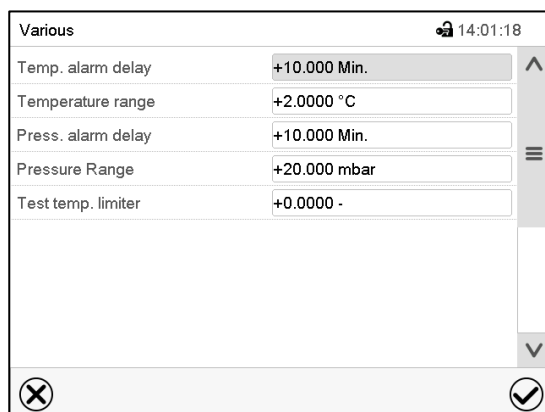 Various 14:01:18
Temp. alarm delay +10.000 Min.
Temperature range +2.0000 °C
Press. alarm delay +10.000 Min.
Pressure Range +20.000 mbar
Test temp. limiter +0.0000 -